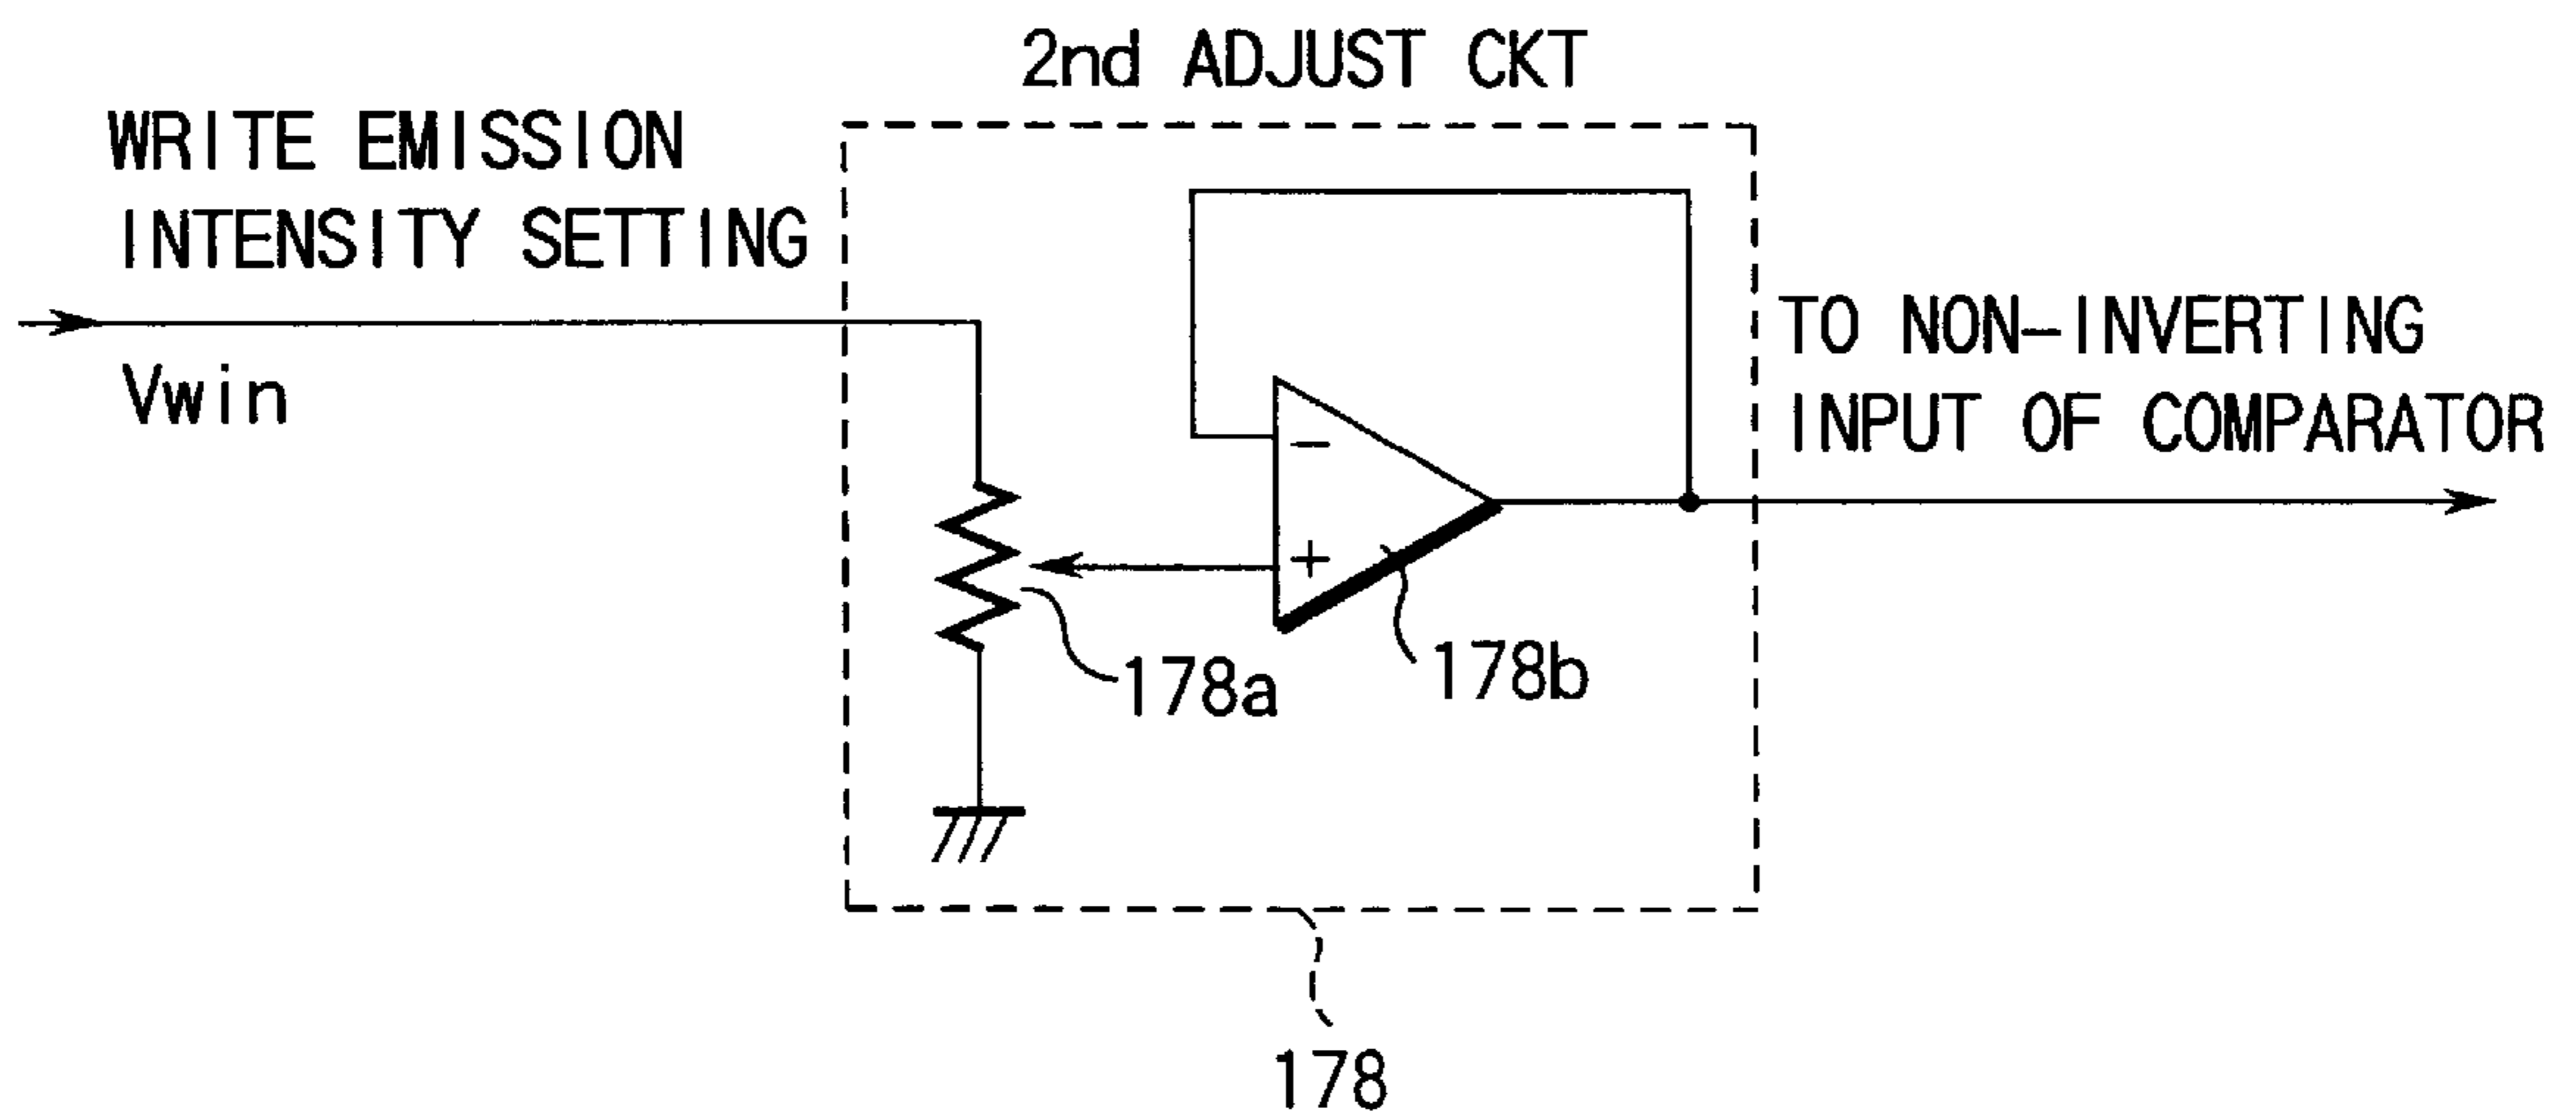 2nd ADJUST CKT
WRITE EMISSION
INTENSITY SETTING
Vwin
TO NON-INVERTING
INPUT OF COMPARATOR
−
+
178a
178b
178